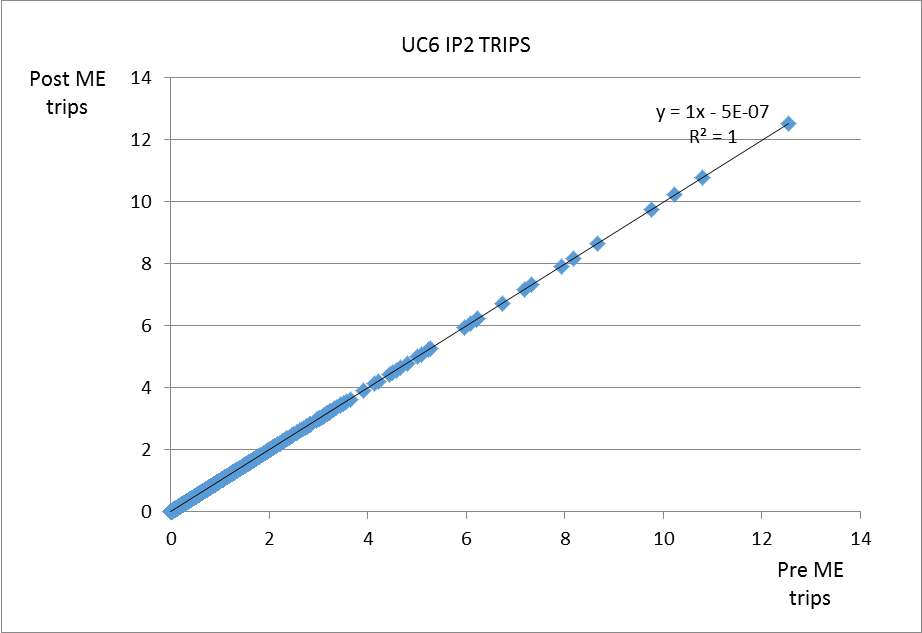 UC6 IP2 TRIPS
Post ME
trips
14
12
10
8
6
4
2
0
y = 1x - 5E-07
R² = 1
0 2 4 6 8 10 12 14
Pre ME
trips